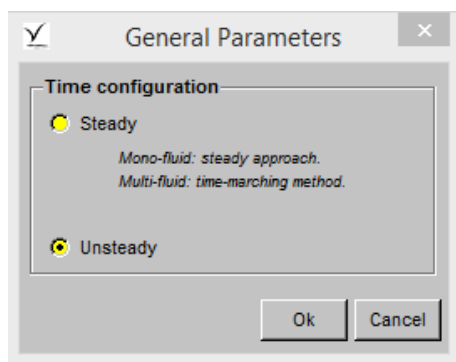 General Parameters
Time configuration
Steady
Mono-fluid: steady approach.
Multi-fluid: time-marching method.
Unsteady
Ok Cancel